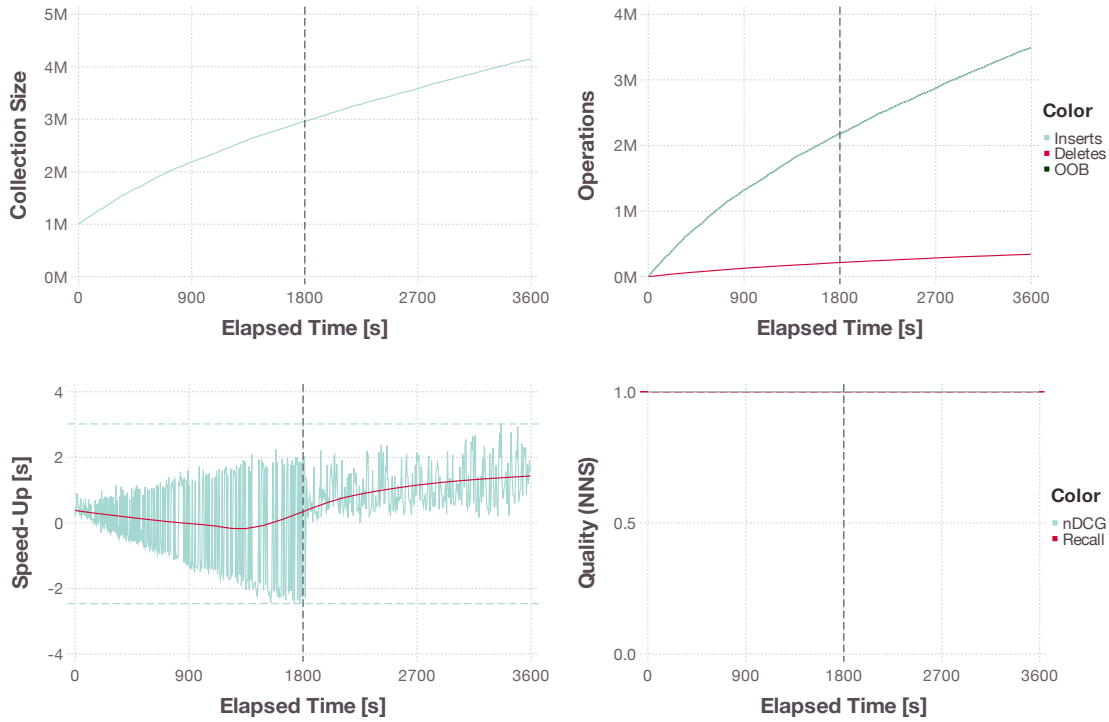 5M
4M
3M
2M
1M
0M
Collection Size
0 900 1800 2700 3600
Elapsed Time [s]
4M
3M
2M
1M
0M
Operations
0 900 1800 2700 3600
Elapsed Time [s]
Color
Inserts
Deletes
OOB
4
2
0
-2
-4
Speed-Up [s]
0 900 1800 2700 3600
Elapsed Time [s]
1.0
0.5
0.0
Quality (NNS)
0 900 1800 2700 3600
Elapsed Time [s]
Color
nDCG
Recall